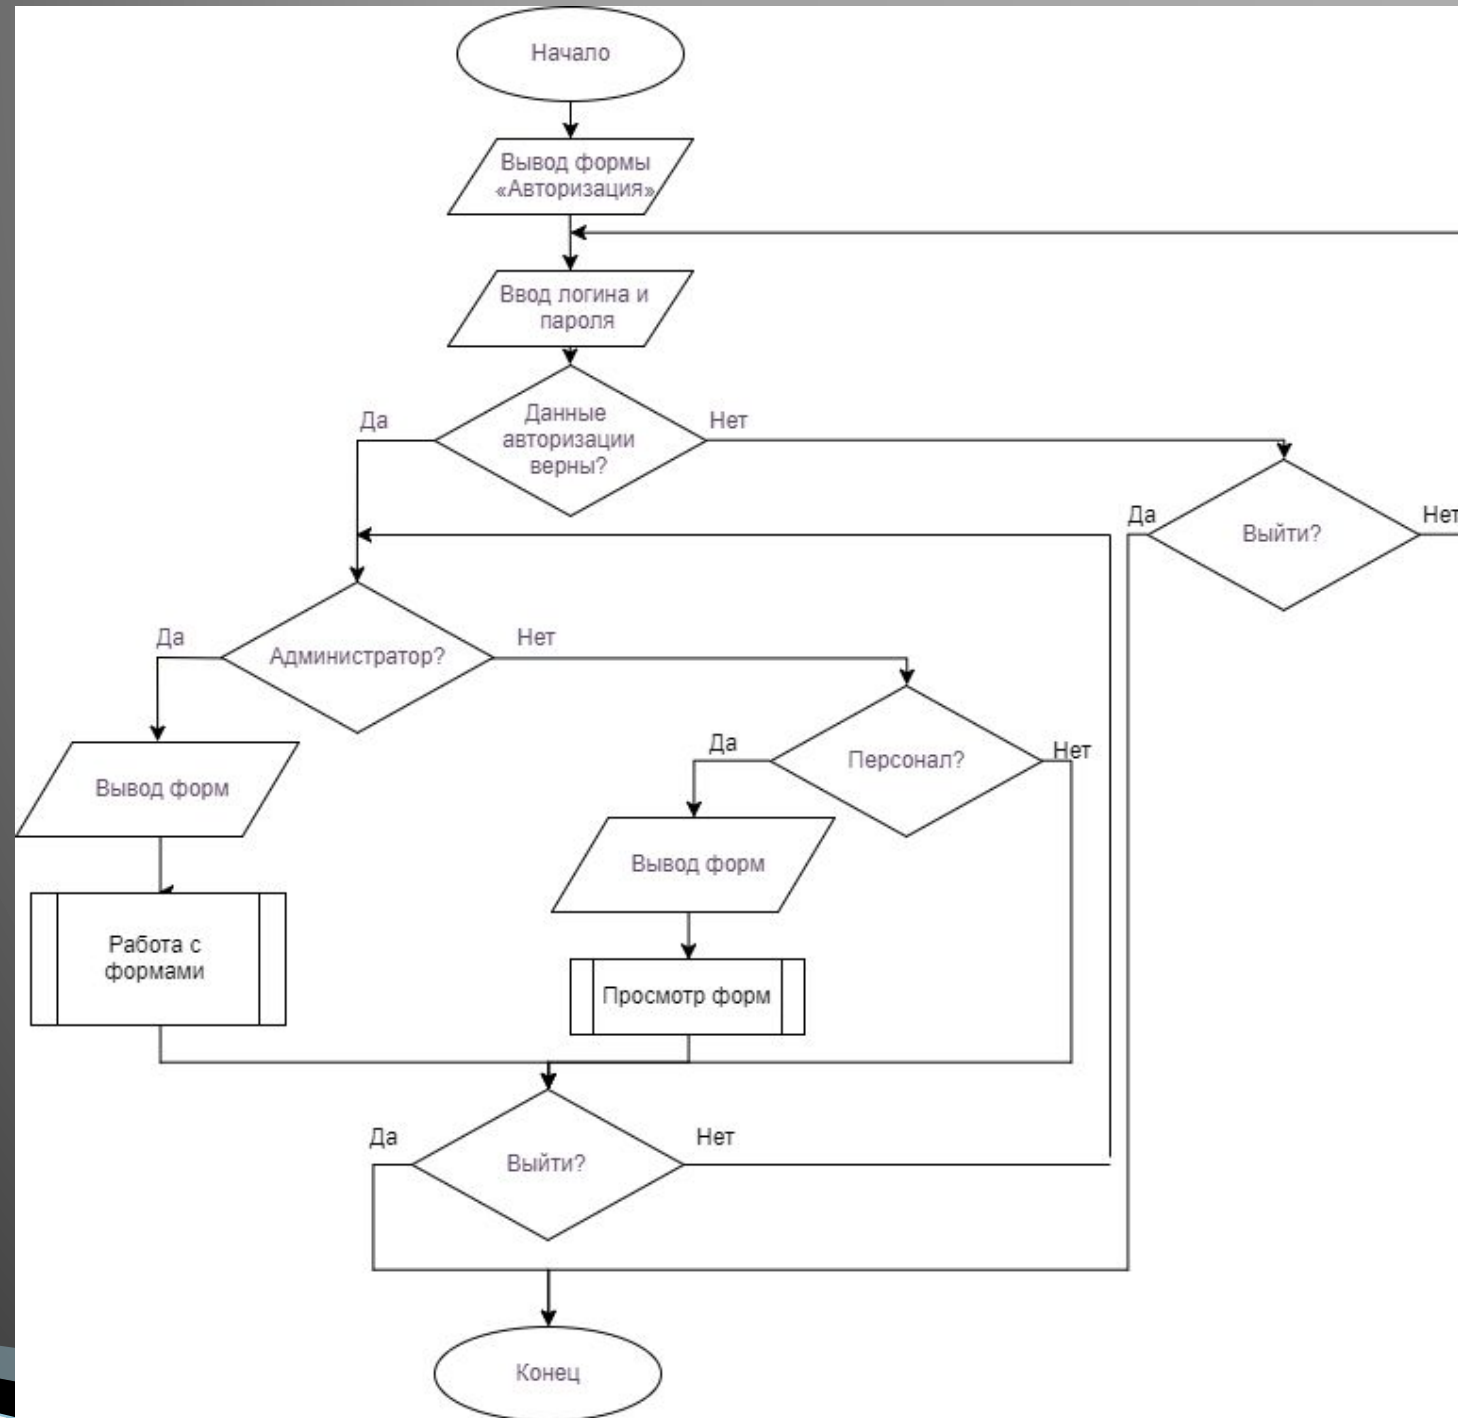 Начало
Вывод формы
«Авторизация»
Ввод логина и
пароля
Данные
авторизации
верны?
Да
Нет
Выйти?
Да
Нет
Администратор?
Да
Нет
Персонал?
Да
Нет
Вывод форм
Вывод форм
Работа с
формами
Просмотр форм
Выйти?
Да
Нет
Конец